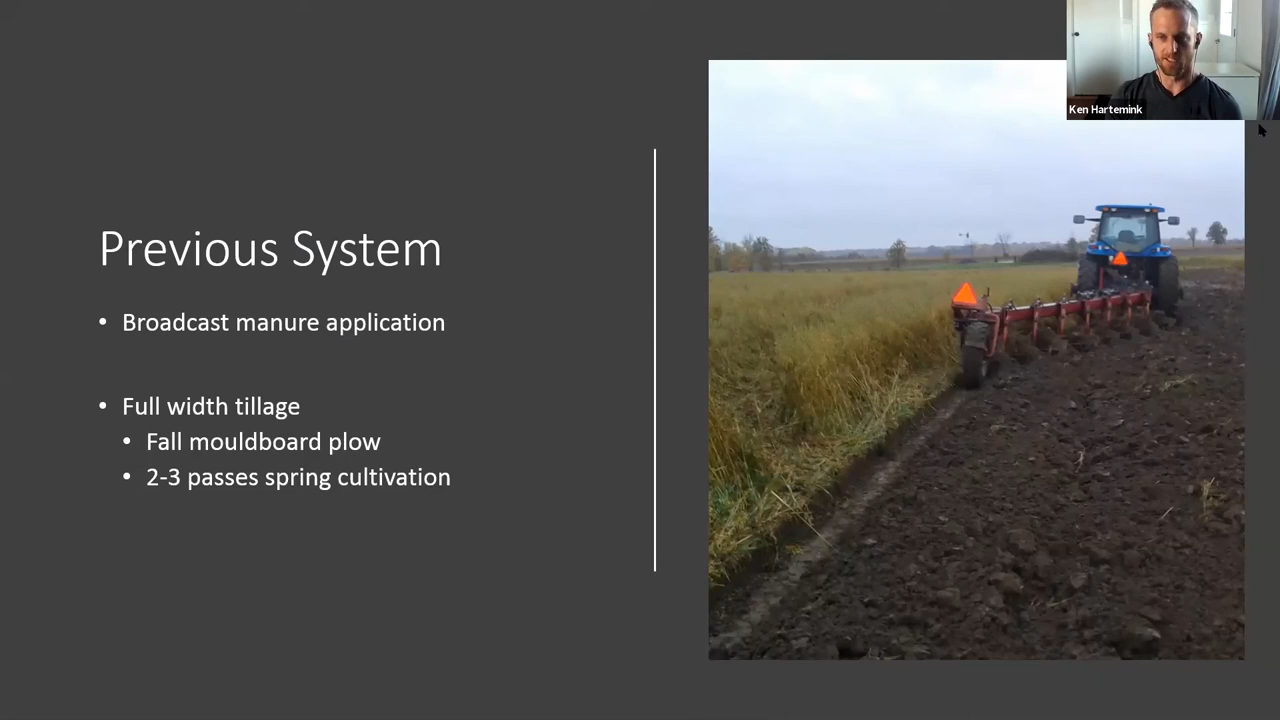 Previous System
• Broadcast manure application
• Full width tillage
• Fall mouldboard plow
• 2-3 passes spring cultivation
Ken Hartemink